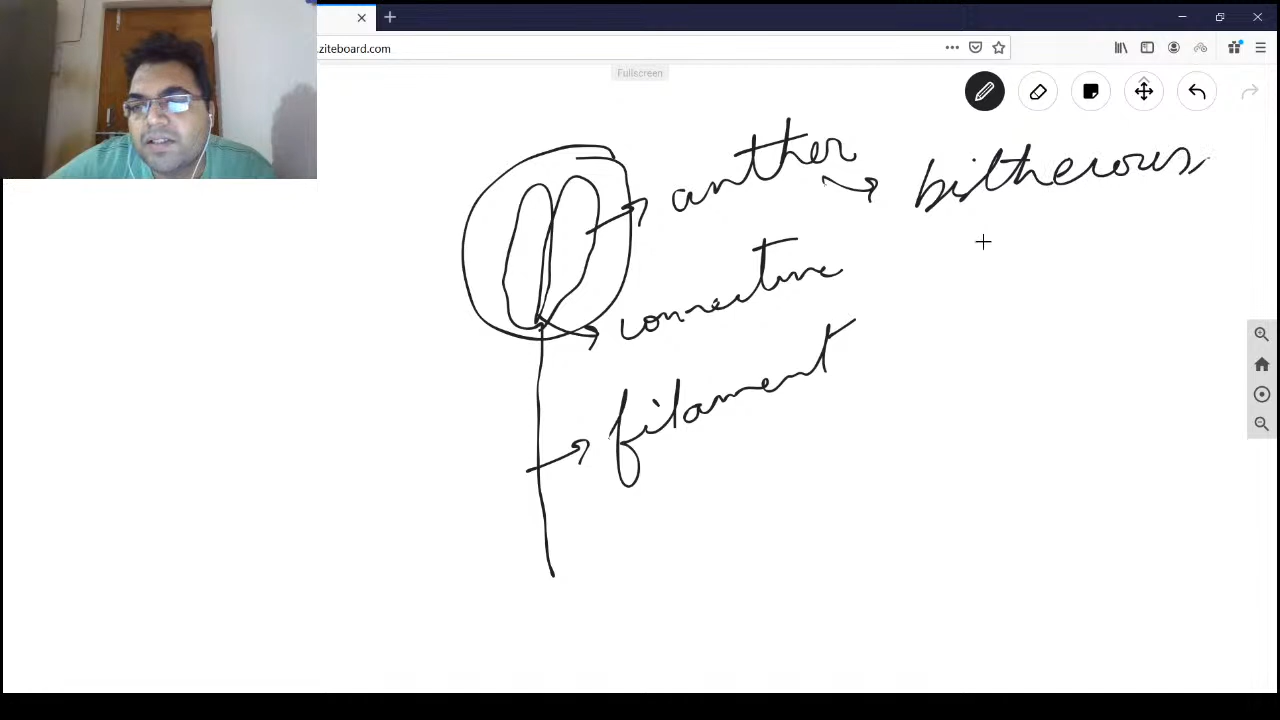 ziteboard.com
Fullscreen
anther → bitherous
connective
filament